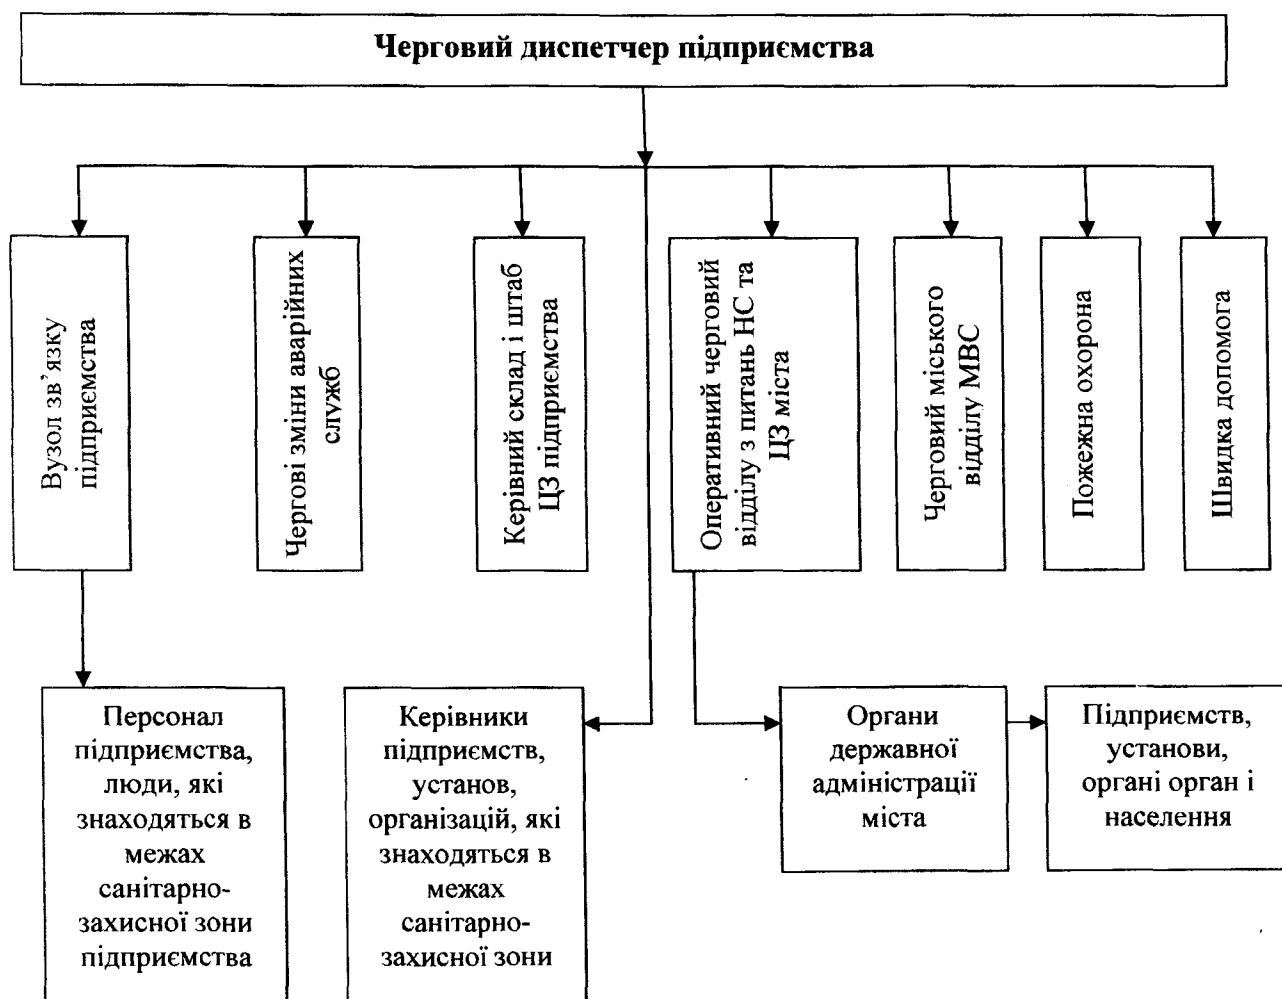 Черговий диспетчер підприємства
Вузол зв’язку
підприємства
Чергові зміни аварійних
служб
Керівний склад і штаб
ЦЗ підприємства
Оперативний черговий
відділу з питань НС та
ЦЗ міста
Черговий міського
відділу МВС
Пожежна охорона
Швидка допомога
Персонал
підприємства,
люди, які
знаходяться в
межах
санітарно-
захисної зони
підприємства
Керівники
підприємств,
установ,
організацій, які
знаходяться в
межах
санітарно-
захисної зони
Органи
державної
адміністрації
міста
Підприємств,
установи,
органі орган і
населення